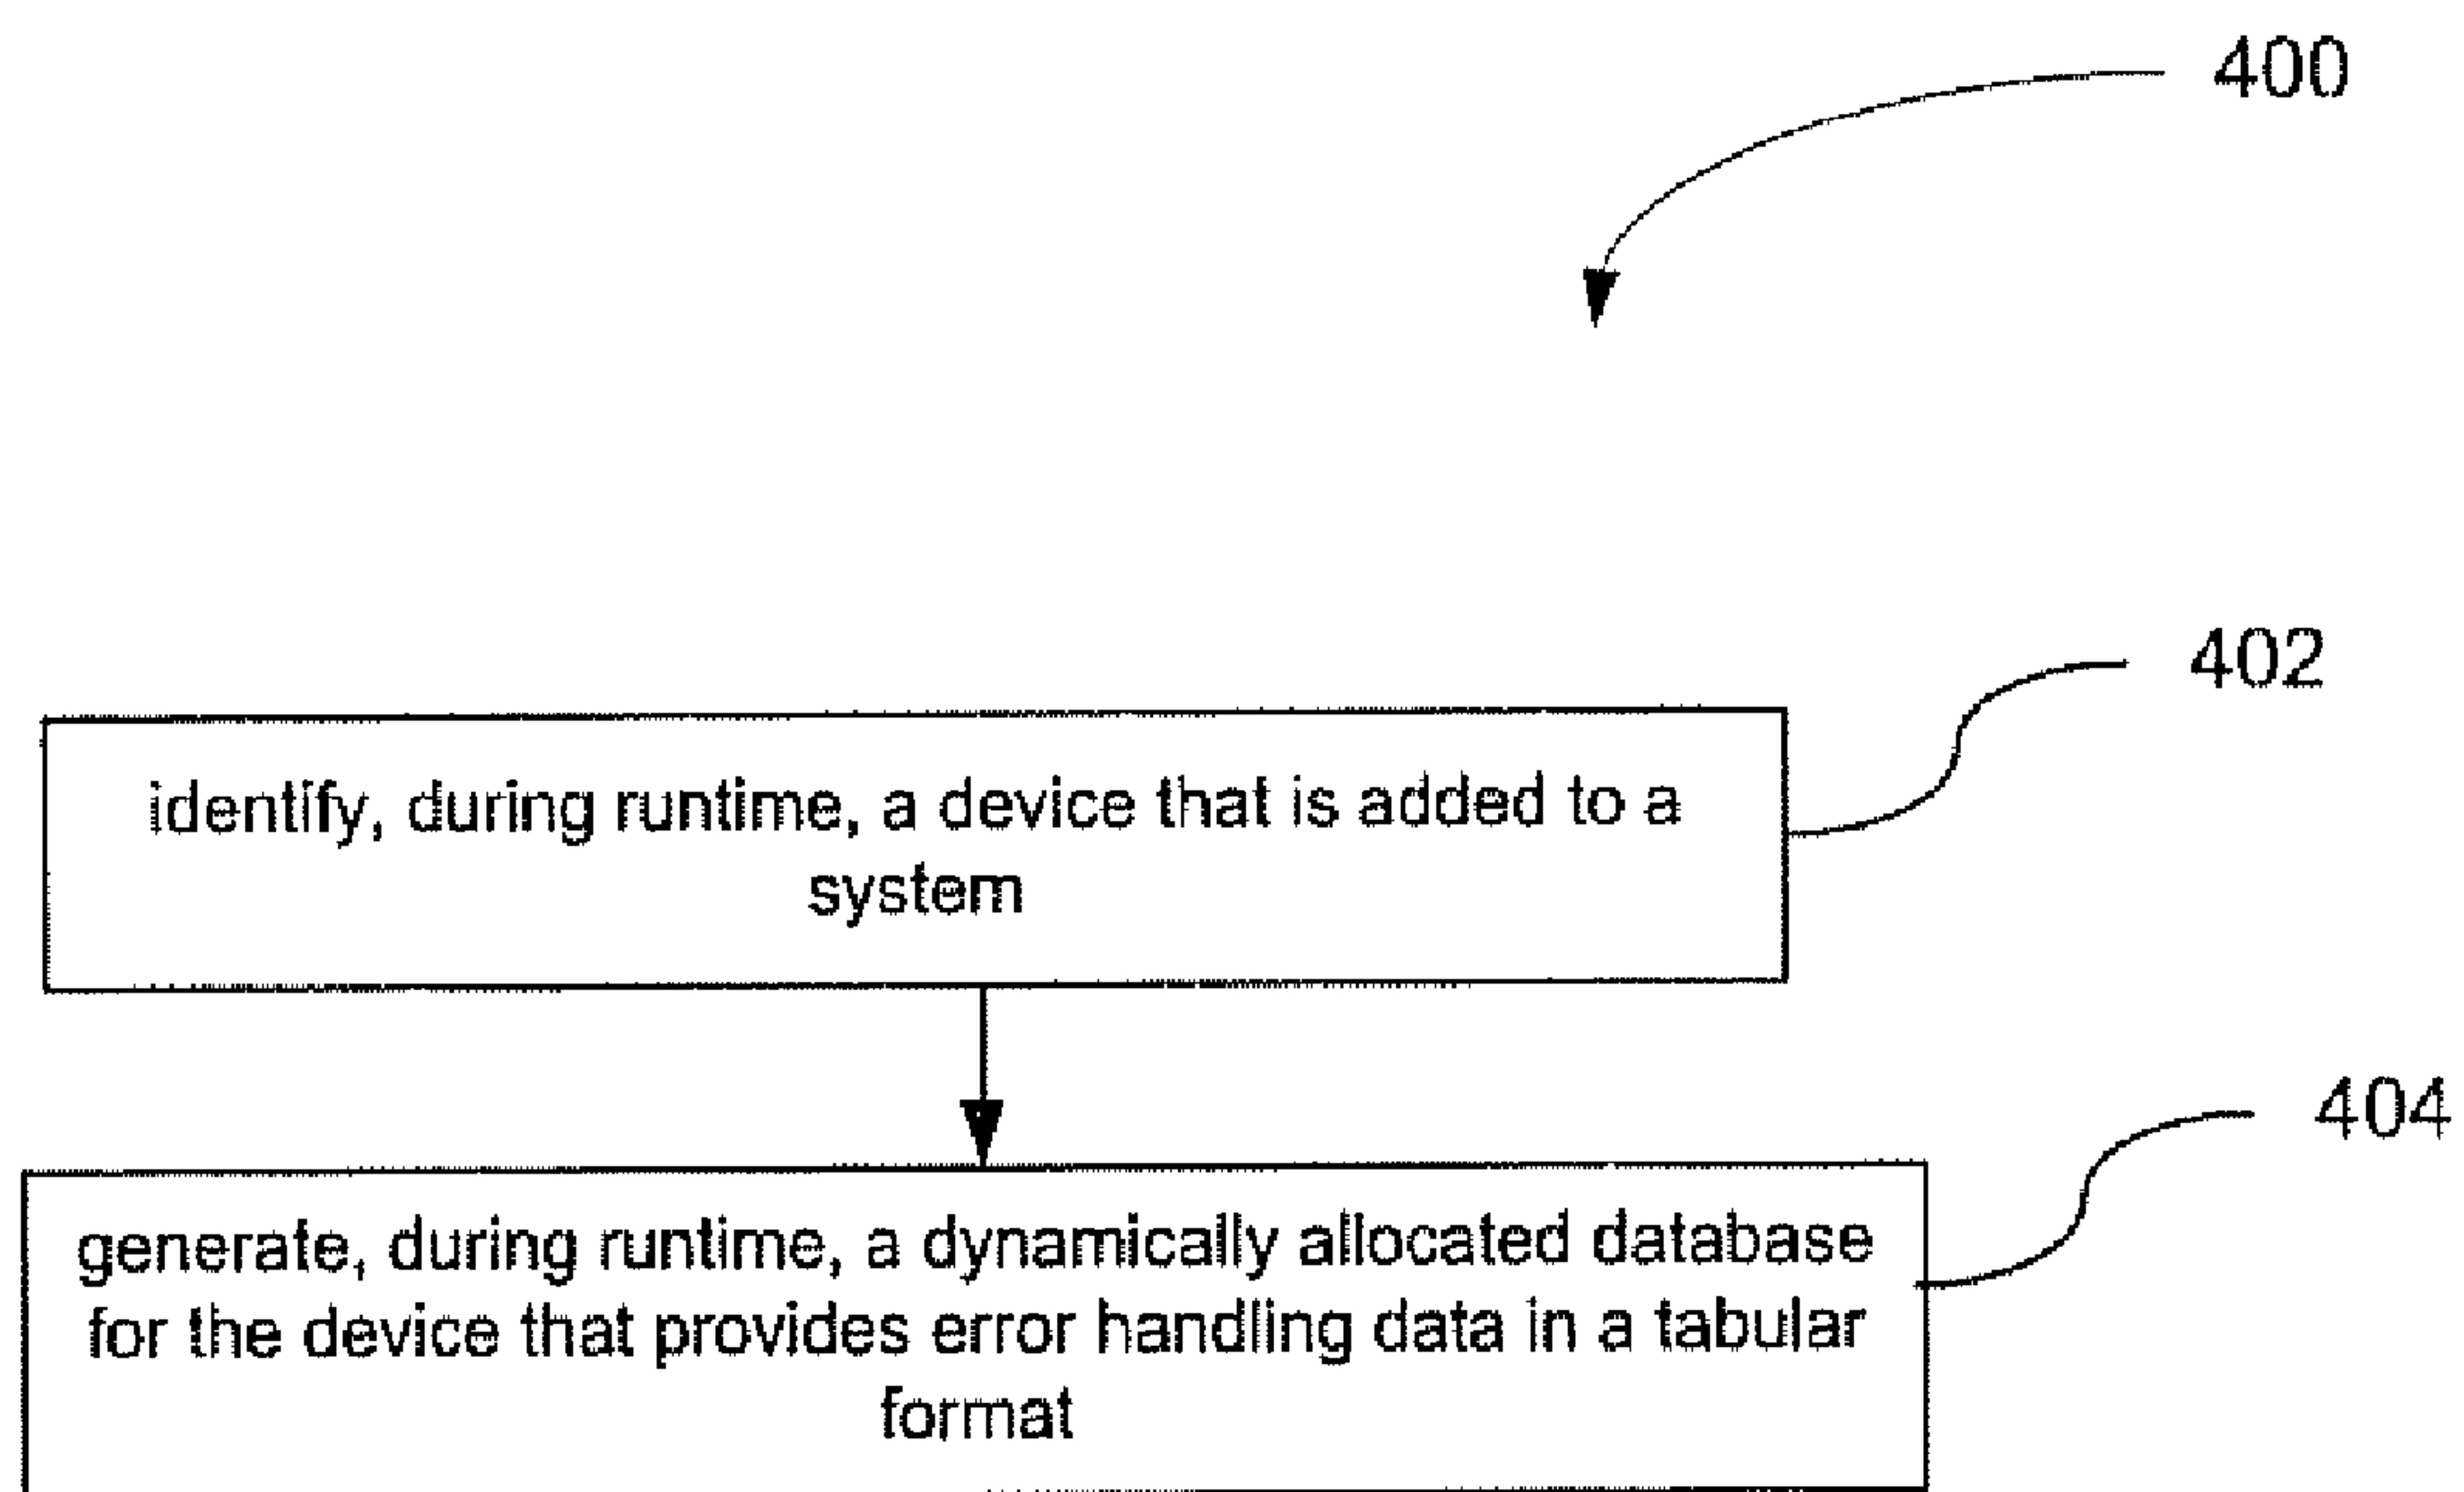 400
402
identify, during runtime, a device that is added to a
system
404
generate, during runtime, a dynamically allocated database
for the device that provides error handling data in a tabular
format